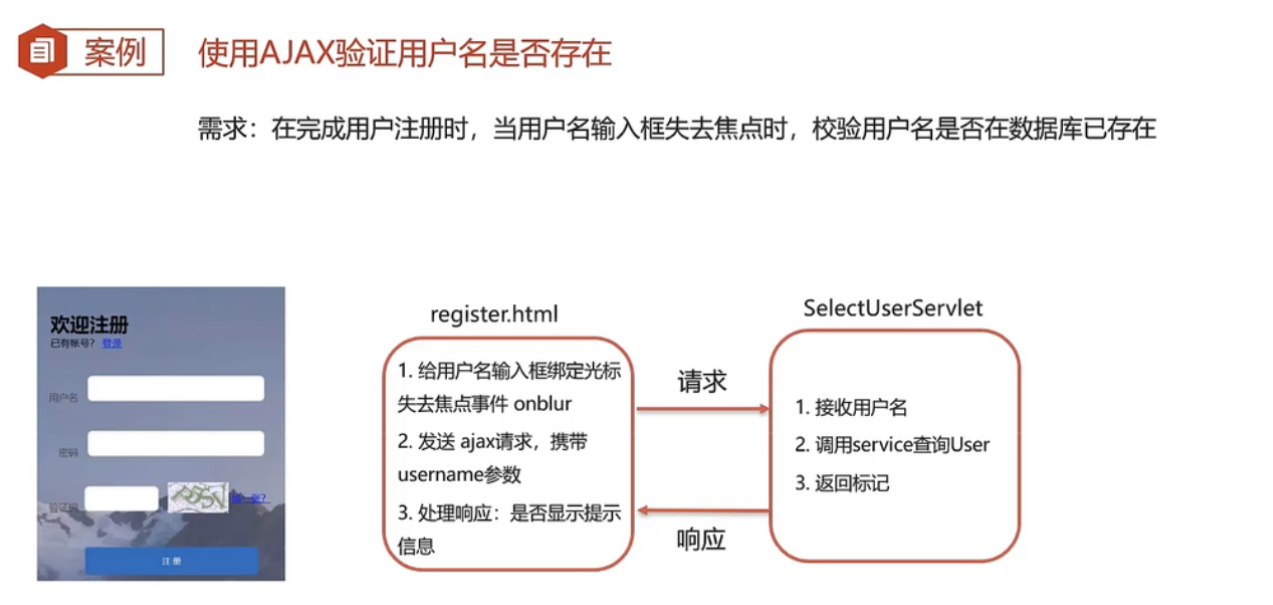 案例
使用AJAX验证用户名是否存在
需求：在完成用户注册时，当用户名输入框失去焦点时，校验用户名是否在数据库已存在
欢迎注册
已有帐号？ 登录
用户名
密码
注册
register.html
1. 给用户名输入框绑定光标
失去焦点事件 onblur
2. 发送 ajax请求，携带
username参数
3. 处理响应：是否显示提示
信息
请求
响应
SelectUserServlet
1. 接收用户名
2. 调用service查询User
3. 返回标记